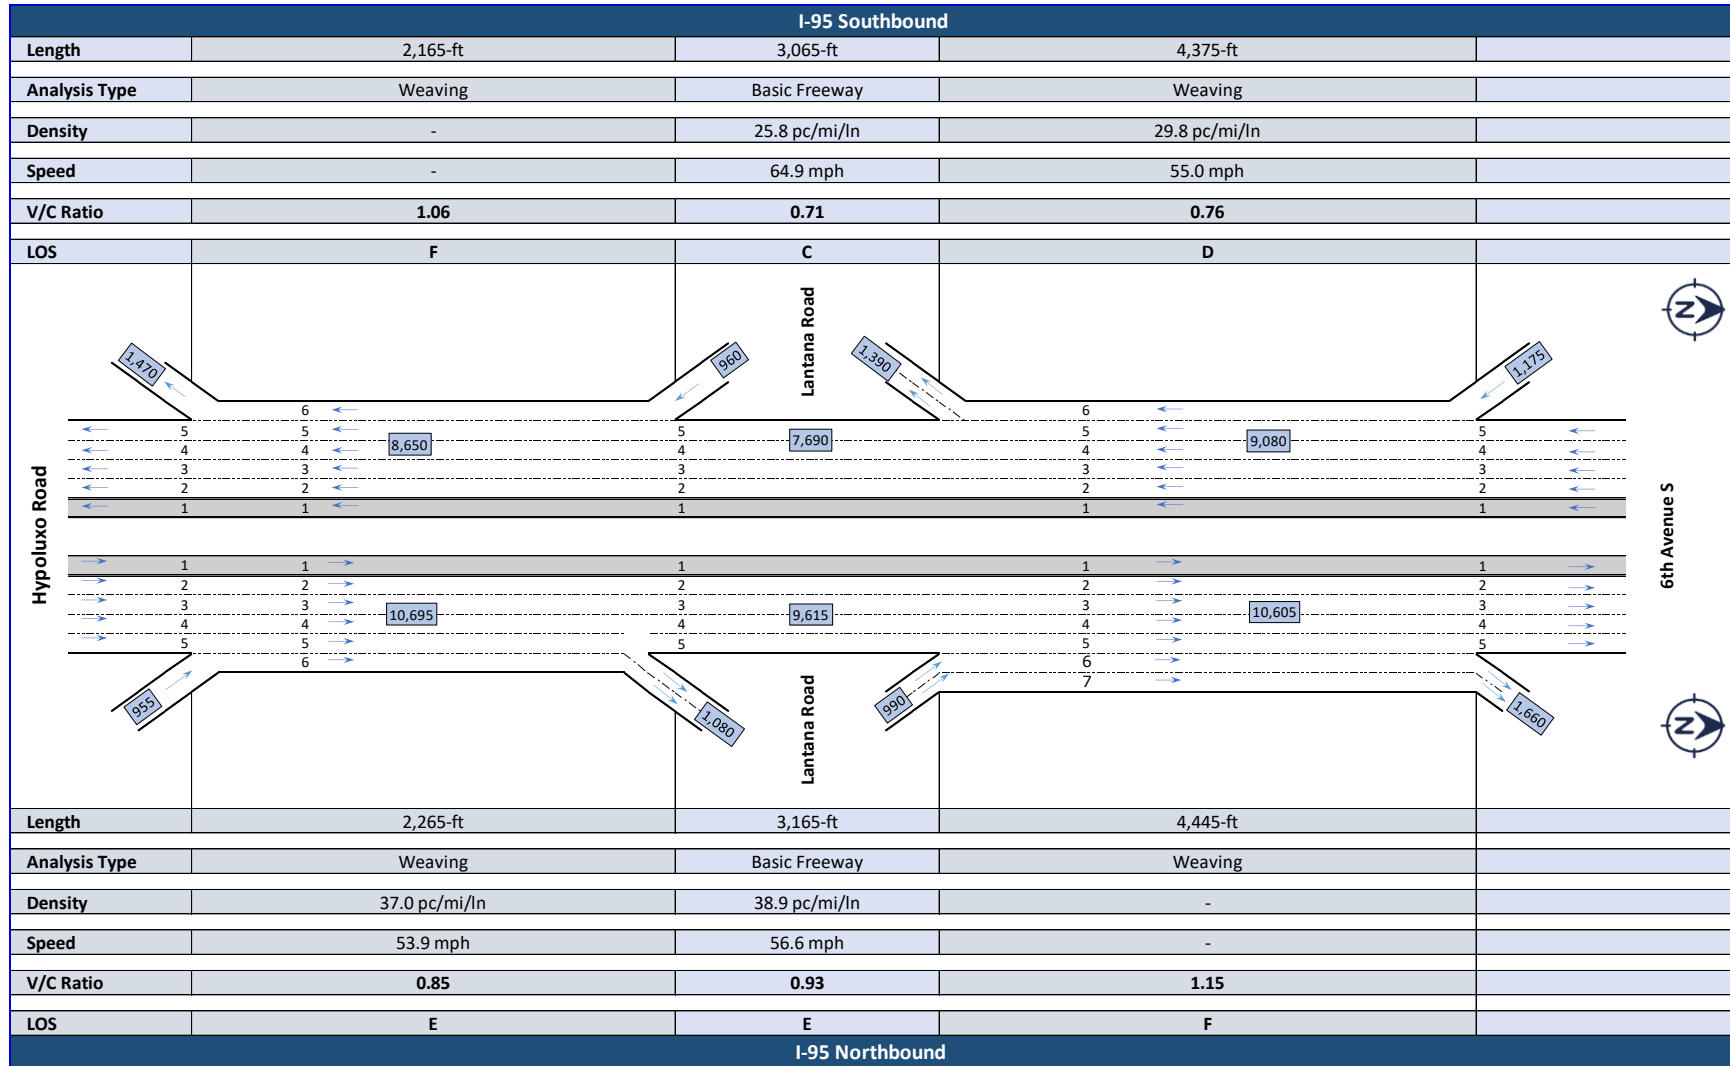 I-95 Southbound
Length 2,165-ft 3,065-ft 4,375-ft
Analysis Type Weaving Basic Freeway Weaving
Density - 25.8 pc/mi/ln 29.8 pc/mi/ln
Speed - 64.9 mph 55.0 mph
V/C Ratio 1.06 0.71 0.76
LOS F C D
Hypoluxo Road
Lantana Road
6th Avenue S
N
1,470 960 1,390 1,175
6 6
5 5 5 5 5
8,650 7,690 9,080
4 4 4 4 4
3 3 3 3 3
2 2 2 2 2
1 1 1 1 1
1 1 1 1 1
2 2 2 2 2
3 3 3 3 3
10,695 9,615 10,605
4 4 4 4 4
5 5 5 5 5
6 6
7
955 1,080 990 1,660
Lantana Road
N
Length 2,265-ft 3,165-ft 4,445-ft
Analysis Type Weaving Basic Freeway Weaving
Density 37.0 pc/mi/ln 38.9 pc/mi/ln -
Speed 53.9 mph 56.6 mph -
V/C Ratio 0.85 0.93 1.15
LOS E E F
I-95 Northbound